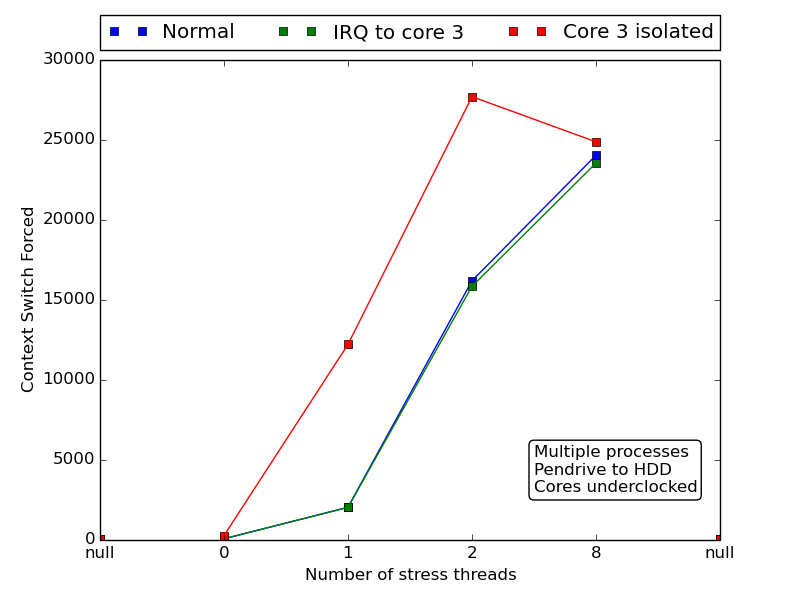 Normal IRQ to core 3 Core 3 isolated
30000
25000
20000
15000
10000
5000
0
Context Switch Forced
Multiple processes
Pendrive to HDD
Cores underclocked
null 0 1 2 8 null
Number of stress threads